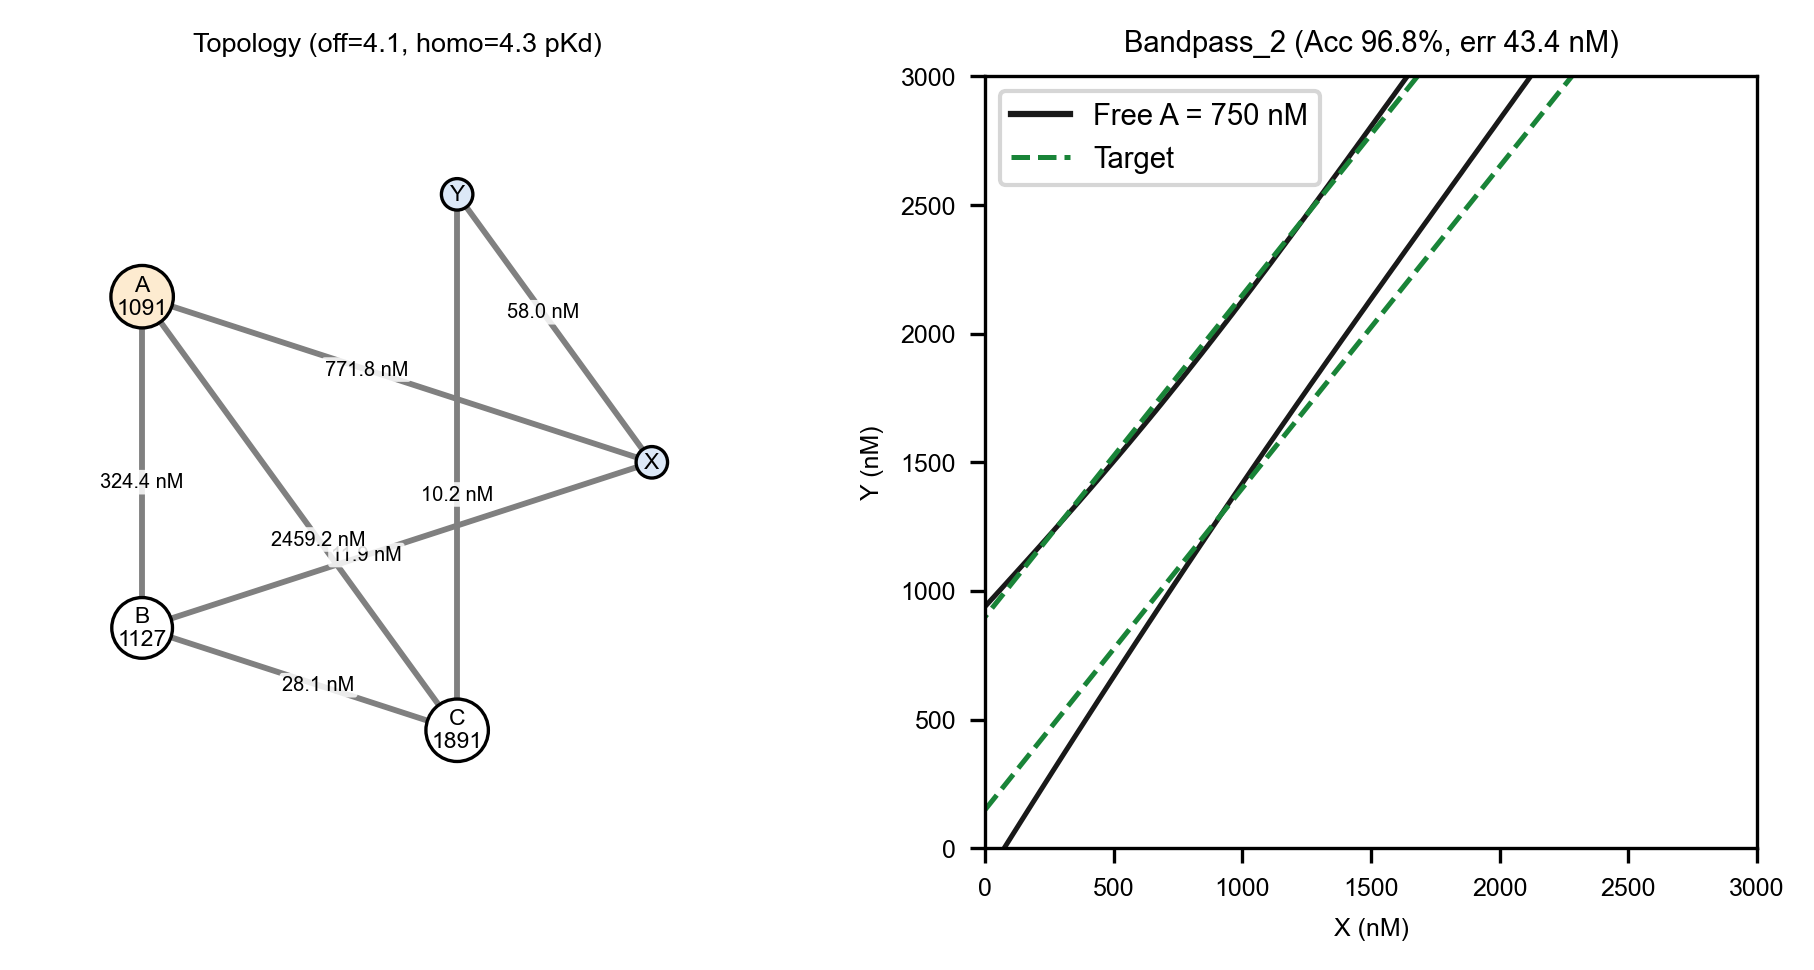 Topology (off=4.1, homo=4.3 pKd)
Y
A
1091
58.0 nM
771.8 nM
X
324.4 nM
10.2 nM
2459.2 nM
11.9 nM
B
1127
28.1 nM
C
1891
Bandpass_2 (Acc 96.8%, err 43.4 nM)
Free A = 750 nM
Target
3000
2500
2000
1500
1000
500
0
Y (nM)
0
500
1000
1500
2000
2500
3000
X (nM)